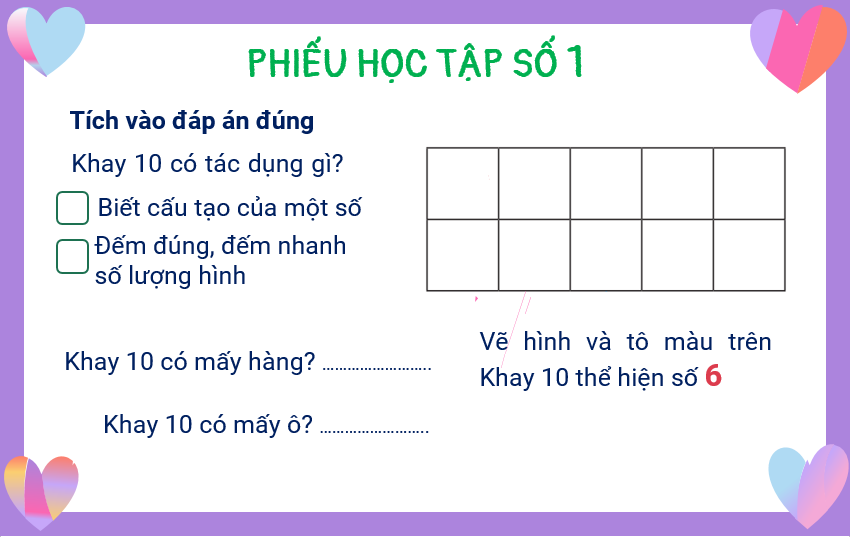 PHIẾU HỌC TẬP SỐ 1
Tích vào đáp án đúng
Khay 10 có tác dụng gì?
Biết cấu tạo của một số
Đếm đúng, đếm nhanh
số lượng hình
Khay 10 có mấy hàng? ............................
Khay 10 có mấy ô? ............................
Vẽ hình và tô màu trên
Khay 10 thể hiện số 6